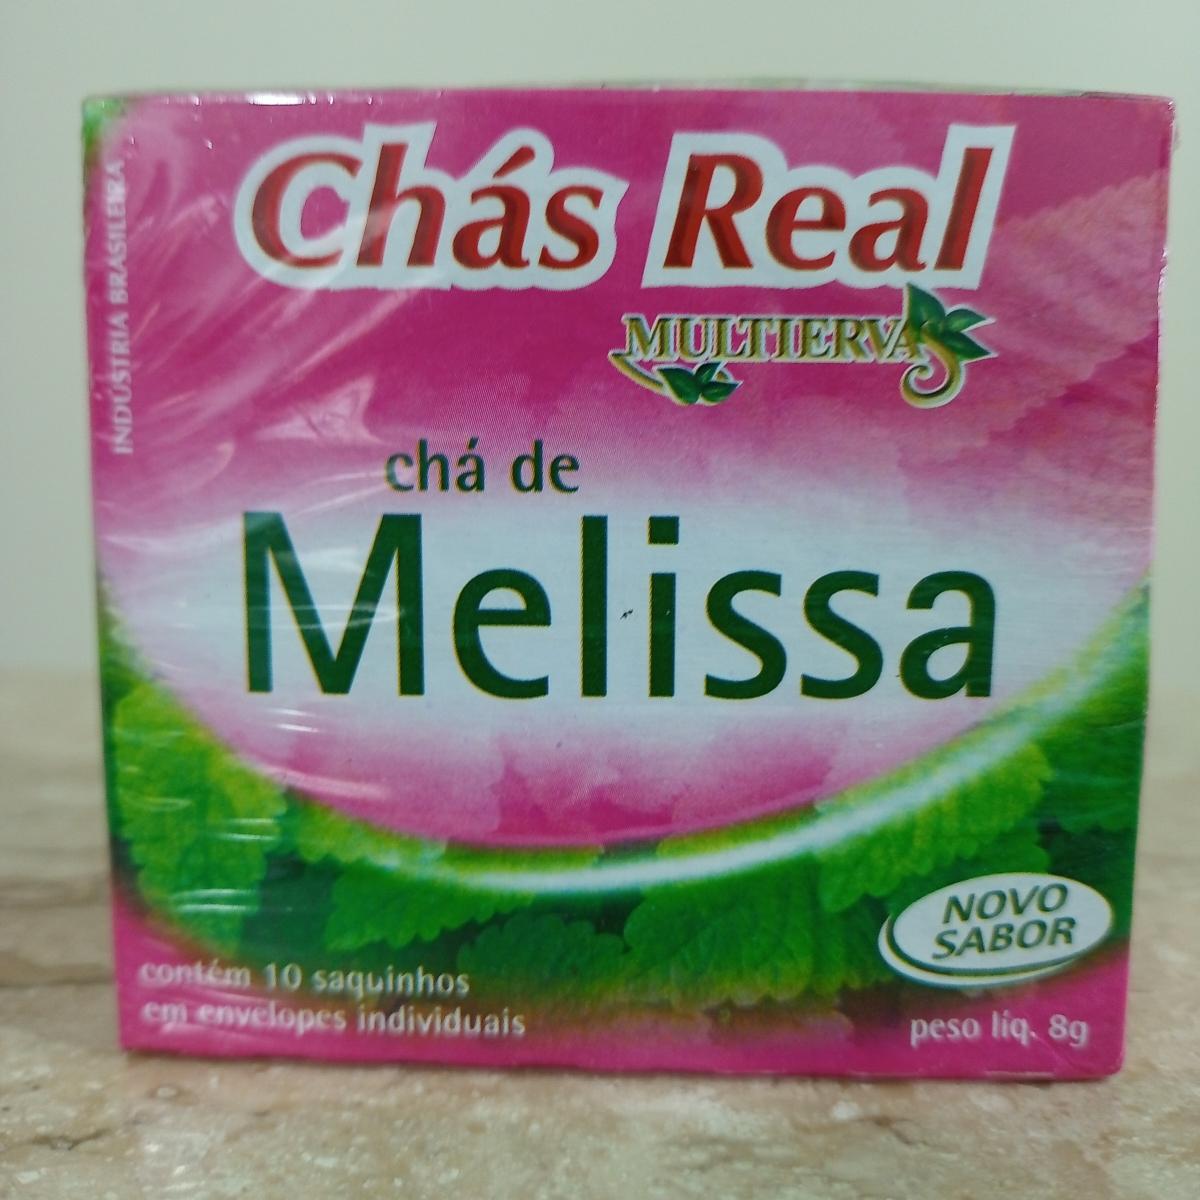 Chás Real
MULTIERVAS
INDÚSTRIA BRASILEIRA
chá de
Melissa
NOVO
SABOR
contém 10 saquinhos
em envelopes individuais
peso líq. 8g